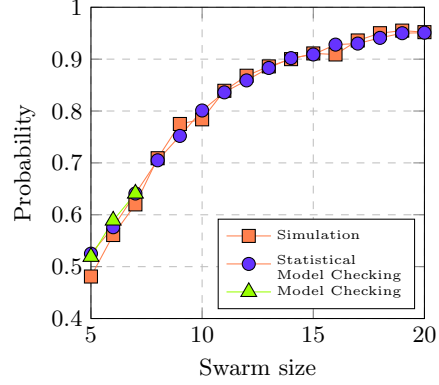 1
0.9
0.8
0.7
0.6
0.5
0.4
Probability
Simulation
Statistical
Model Checking
Model Checking
5 10 15 20
Swarm size